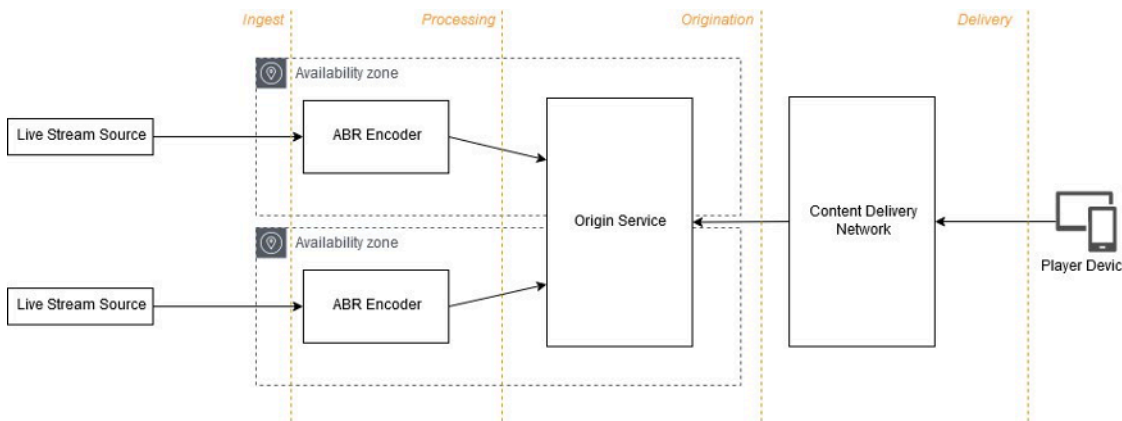 Ingest
Processing
Origination
Delivery
Availability zone
Live Stream Source
ABR Encoder
Origin Service
Content Delivery
Network
Player Devic
Availability zone
Live Stream Source
ABR Encoder